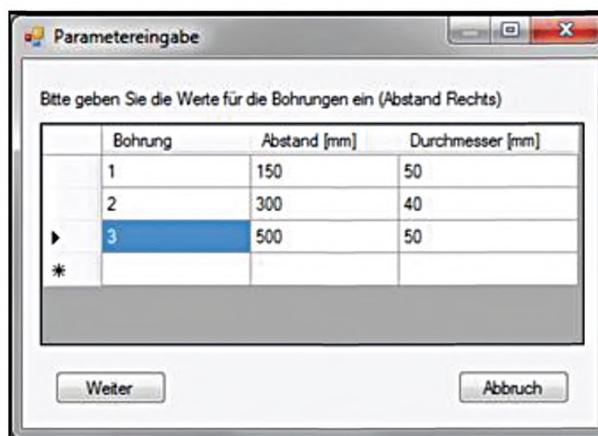 Parametereingabe
Bitte geben Sie die Werte für die Bohrungen ein (Abstand Rechts)
Bohrung Abstand [mm] Durchmesser [mm]
1 150 50
2 300 40
3 500 50
Weiter Abbruch